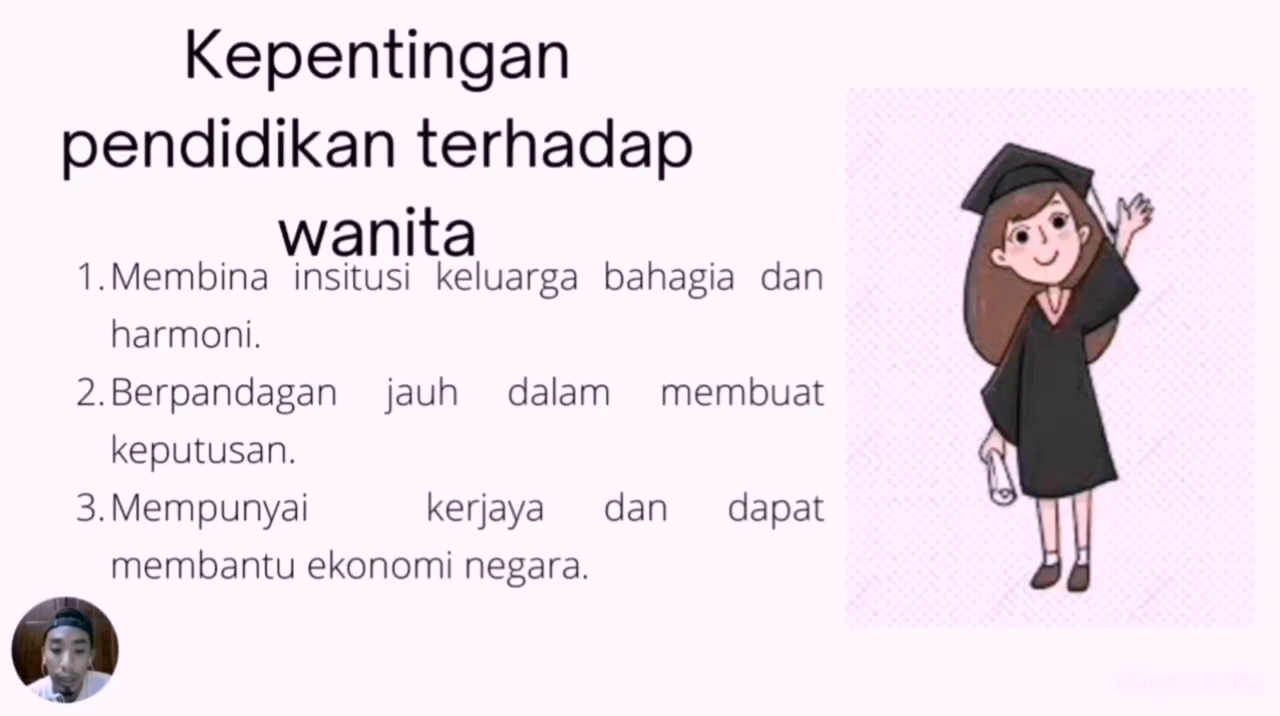 Kepentingan
pendidikan terhadap
wanita
1. Membina insitusi keluarga bahagia dan
harmoni.
2. Berpandagan jauh dalam membuat
keputusan.
3. Mempunyai kerjaya dan dapat
membantu ekonomi negara.